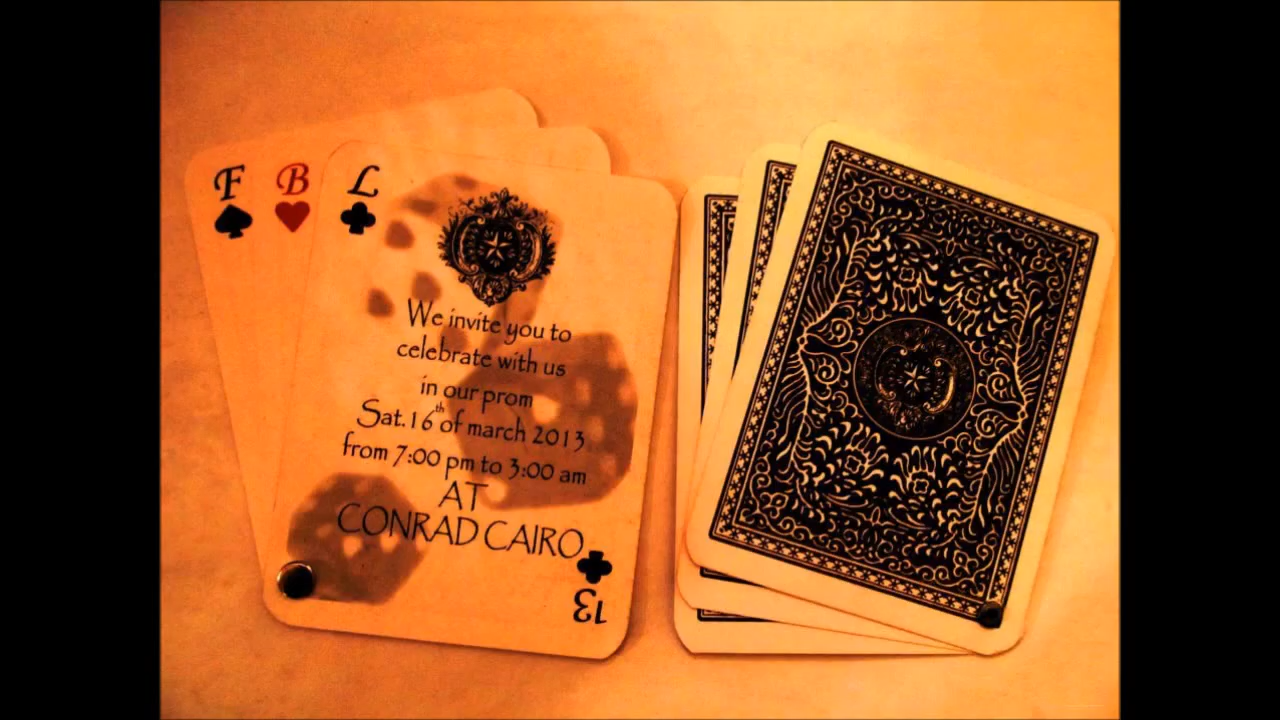 F B L
We invite you to
celebrate with us
in our prom
Sat.16th of march 2013
from 7:00 pm to 3:00 am
AT
CONRAD CAIRO
13